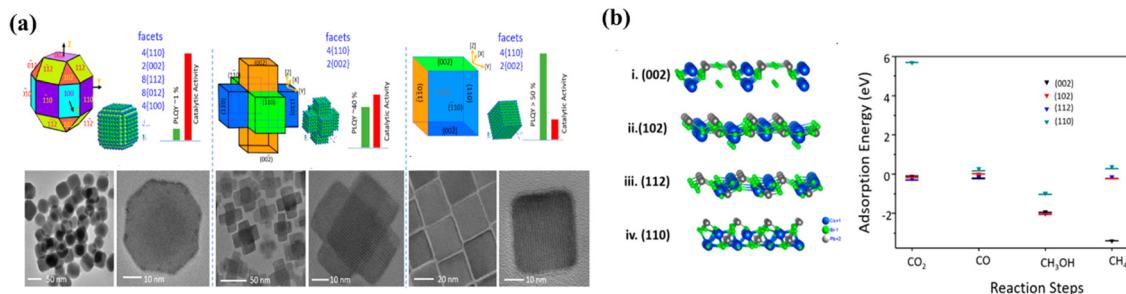 (a)
facets
4{110}
2{002}
8{112}
8{012}
4{100}
PLQY ~1 %
Catalytic Activity
facets
4{110}
2{002}
[Z]
[X]
[Y]
(002̄)
PLQY ~40 %
Catalytic Activity
facets
4{110}
2{002}
[Z]
[X]
[Y]
(002)
(1̄10)
(011)
(002̄)
PLQY > 50 %
Catalytic Activity
50 nm
10 nm
50 nm
10 nm
20 nm
10 nm
(b)
i. (002)
ii.(102)
iii. (112)
iv. (110)
Cs+1
Br-1
Pb+2
Adsorption Energy (eV)
6
4
2
0
-2
(002)
(102)
(112)
(110)
CO₂
CO
CH₃OH
CH₄
Reaction Steps